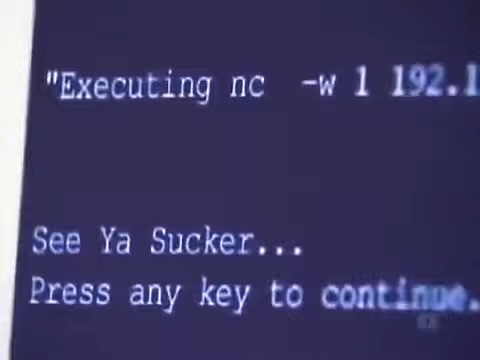 "Executing nc -w 1 192.1
See Ya Sucker...
Press any key to continue.